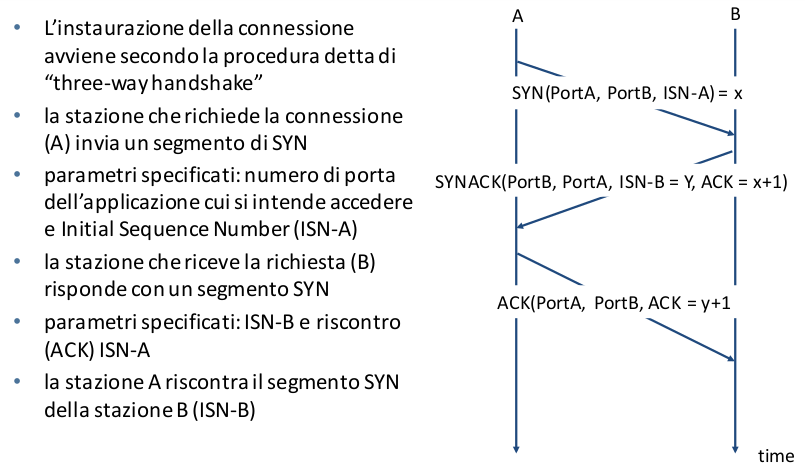 • L'instaurazione della connessione
avviene secondo la procedura detta di
“three-way handshake”
• la stazione che richiede la connessione
(A) invia un segmento di SYN
• parametri specificati: numero di porta
dell'applicazione cui si intende accedere
e Initial Sequence Number (ISN-A)
• la stazione che riceve la richiesta (B)
risponde con un segmento SYN
• parametri specificati: ISN-B e riscontro
(ACK) ISN-A
• la stazione A riscontra il segmento SYN
della stazione B (ISN-B)
A
B
SYN(PortA, PortB, ISN-A) = x
SYNACK(PortB, PortA, ISN-B = Y, ACK = x+1)
ACK(PortA, PortB, ACK = y+1
time